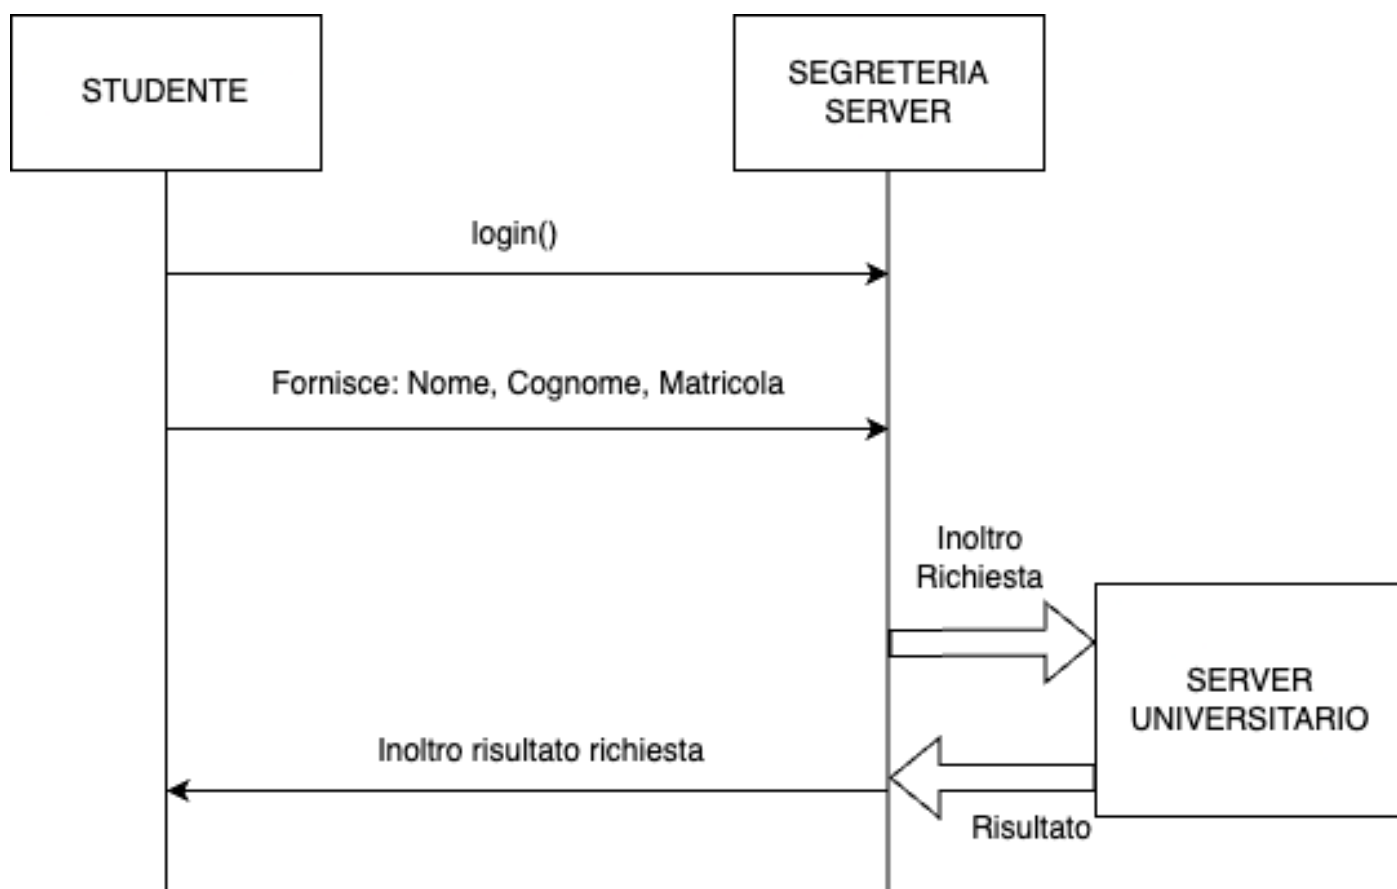 STUDENTE
SEGRETERIA
SERVER
login()
Fornisce: Nome, Cognome, Matricola
Inoltro
Richiesta
SERVER
UNIVERSITARIO
Inoltro risultato richiesta
Risultato